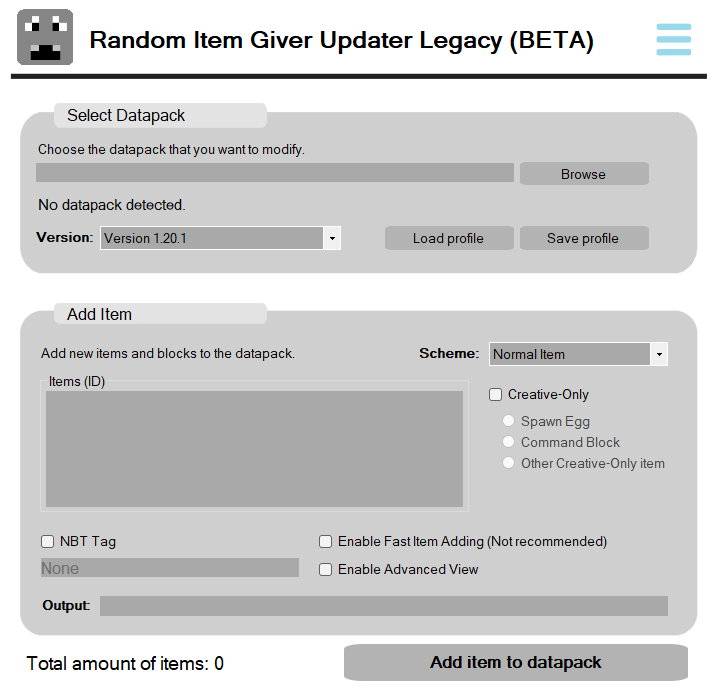 Random Item Giver Updater Legacy (BETA)
Select Datapack
Choose the datapack that you want to modify.
Browse
No datapack detected.
Version: Version 1.20.1
Load profile
Save profile
Add Item
Add new items and blocks to the datapack.
Scheme: Normal Item
Items (ID)
Creative-Only
Spawn Egg
Command Block
Other Creative-Only item
NBT Tag
Enable Fast Item Adding (Not recommended)
None
Enable Advanced View
Output:
Total amount of items: 0
Add item to datapack